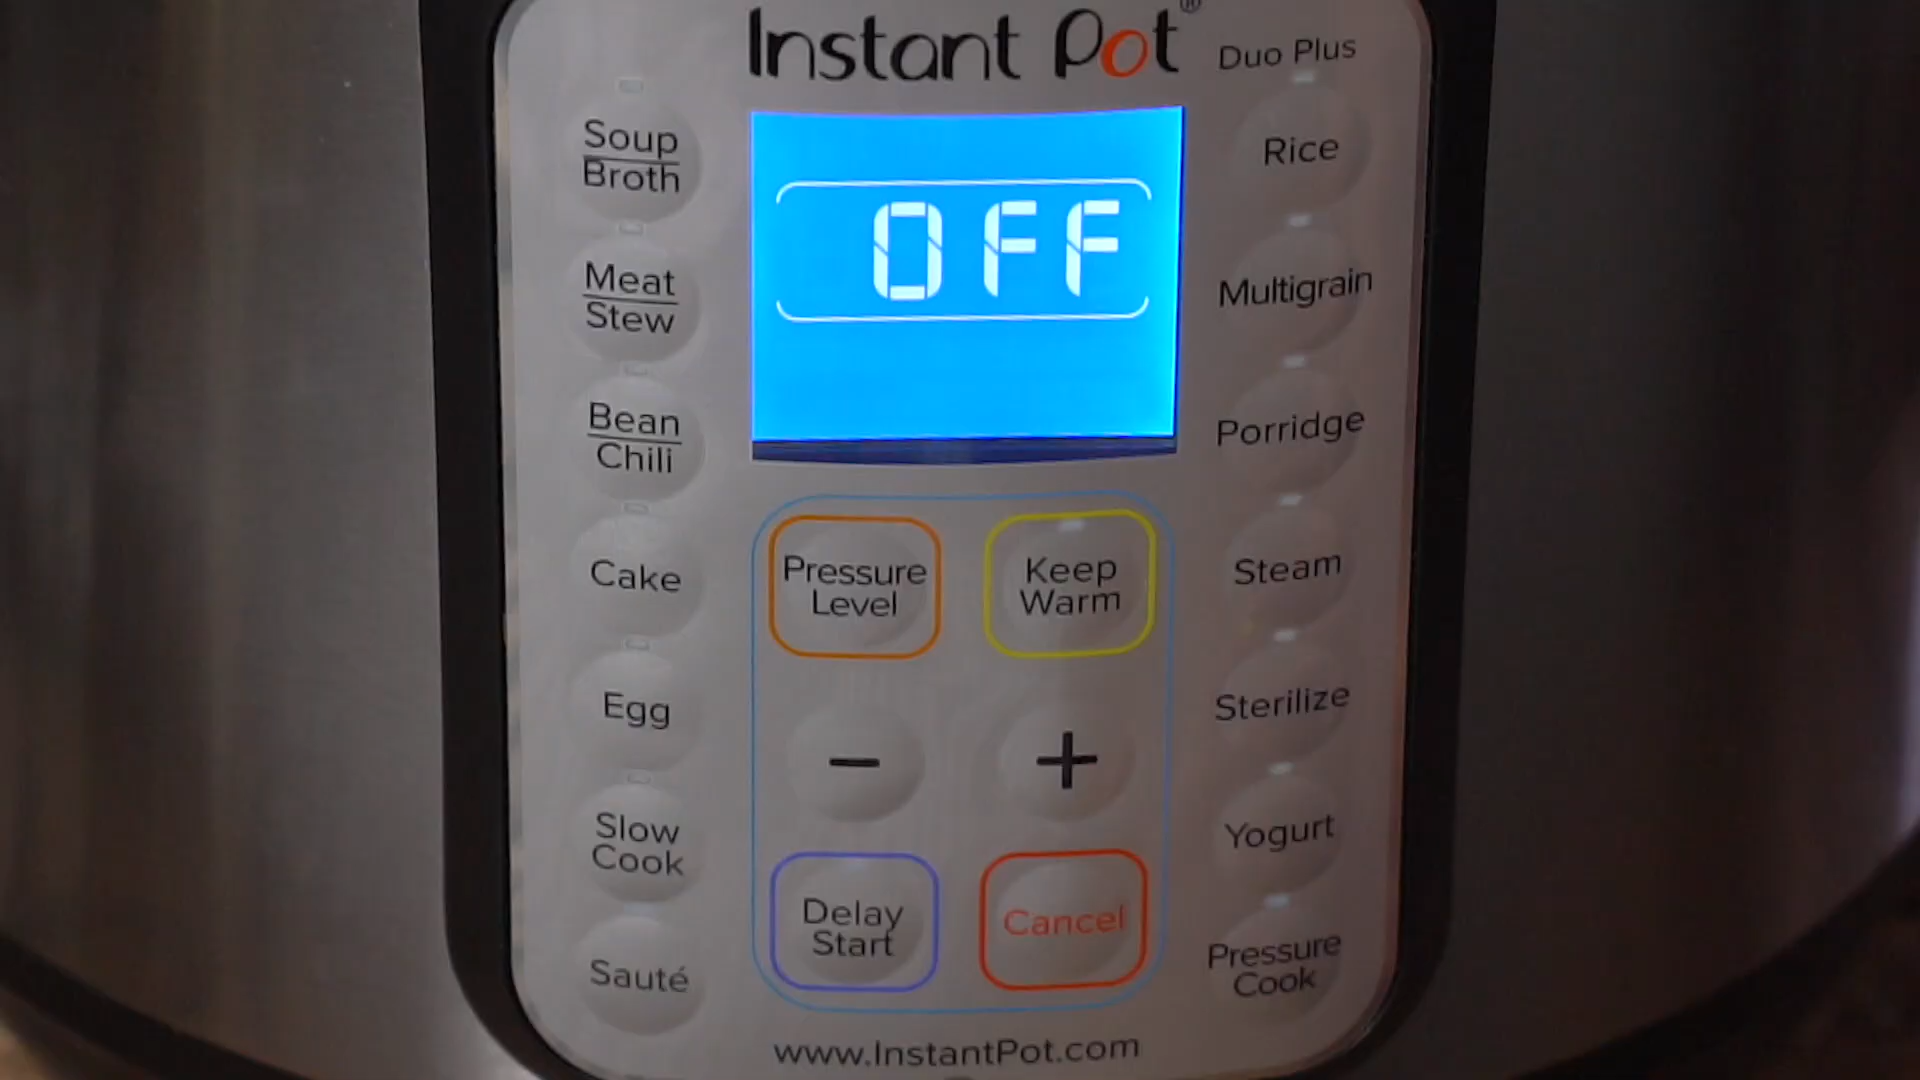 Instant Pot®
Duo Plus
OFF
Soup
Broth
Meat
Stew
Bean
Chili
Cake
Egg
Slow
Cook
Sauté
Pressure
Level
Keep
Warm
−
+
Delay
Start
Cancel
Rice
Multigrain
Porridge
Steam
Sterilize
Yogurt
Pressure
Cook
www.InstantPot.com